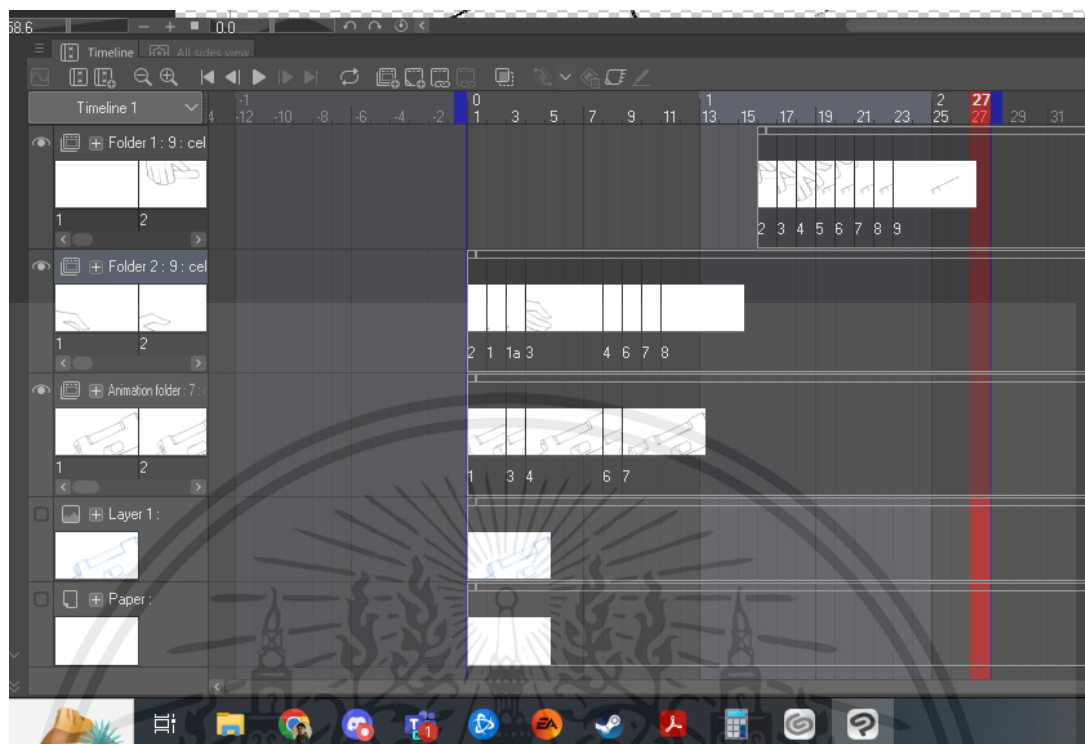 58.6 0.0
Timeline All sides view
Timeline 1
-1 0 1 2 27
4 -12 -10 -8 -6 -4 -2 1 3 5 7 9 11 13 15 17 19 21 23 25 27 29 31
Folder 1 : 9 : cel
1 2
2 3 4 5 6 7 8 9
Folder 2 : 9 : cel
1 2
2 1 1a 3 4 6 7 8
Animation folder : 7 :
1 2
1 3 4 6 7
Layer 1 :
Paper :
EA